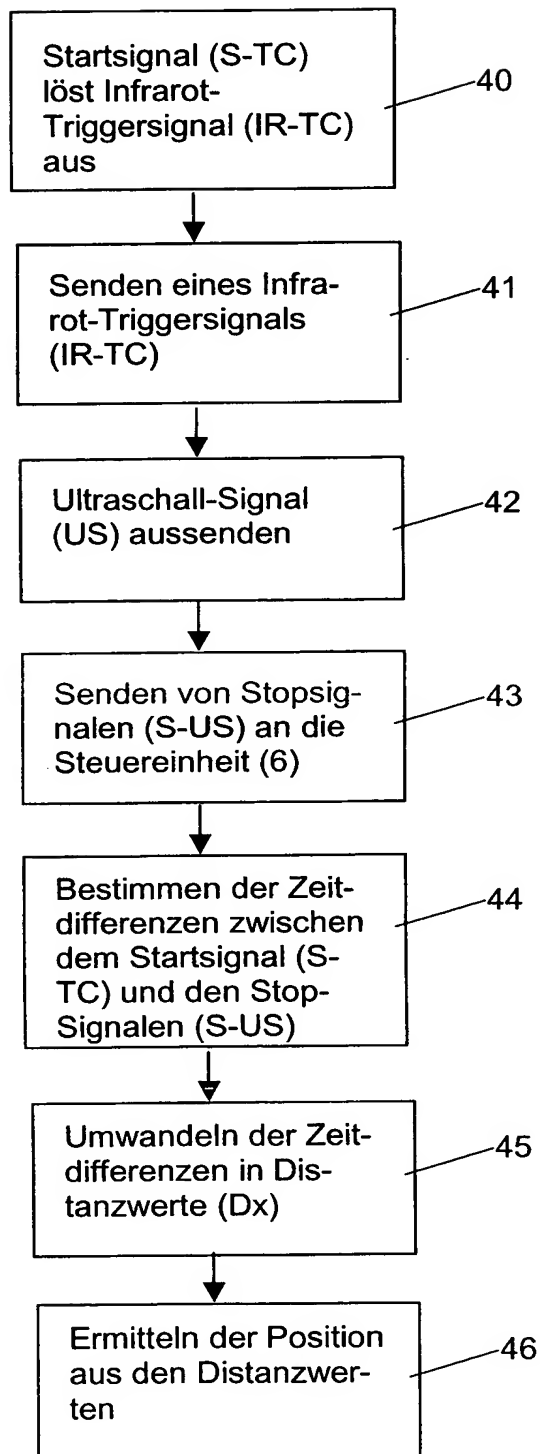 Startsignal (S-TC)
löst Infrarot-
Triggersignal (IR-TC)
aus
40
Senden eines Infra-
rot-Triggersignals
(IR-TC)
41
Ultraschall-Signal
(US) aussenden
42
Senden von Stopsig-
nalen (S-US) an die
Steuereinheit (6)
43
Bestimmen der Zeit-
differenzen zwischen
dem Startsignal (S-
TC) und den Stop-
Signalen (S-US)
44
Umwandeln der Zeit-
differenzen in Dis-
tanzwerte (Dx)
45
Ermitteln der Position
aus den Distanzwer-
ten
46